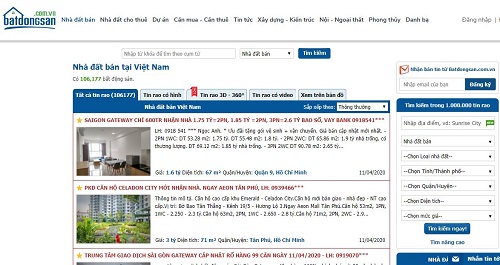 .com.vn
batdongsan
Nhà đất bán Nhà đất cho thuê Dự án Cần mua - Cần thuê Tin tức Xây dựng - Kiến trúc Nội - Ngoại thất Phong thủy Danh bạ
Đăng nhập
Nhập từ khóa để tìm theo cụm từ Nhà đất bán Tìm kiếm
Nhà đất bán tại Việt Nam
Có 106,177 bất động sản.
Tất cả tin rao (106177) Tin rao có hình Tin rao 3D - 360° Tin rao có video Xem trên bản đồ
Nhà đất bán Việt Nam Sắp xếp theo: Thông thường
SAIGON GATEWAY CHỈ 600TR NHẬN NHÀ 1.75 TỶ=2PN, 1.85 TỶ =2PN, 3PN=2.6 TỶ BAO SỔ, VAY BANK 0918541***
LH: 0918 541 *** Ngọc Anh. * Ưu đãi tặng gói vệ sinh + vận chuyển. Giá bán cập nhật mới nhất. -
2PN 1WC: DT 53.28 m2: 1.75 tỷ. DT 55.48 m2: 1.8 tỷ. - 2PN 2WC: DT 65.86 m2: 1.9 tỷ nhà trống, có
thương lượng. DT 69.12 m2: 1.85 tỷ nhà trống. - 3PN 2WC DT 90.70 m2: 2.65 tỷ...
Giá: 1.6 tỷ Diện tích: 67 m² Quận/Huyện: Quận 9, Hồ Chí Minh 11/04/2020
PKD CĂN HỘ CELADON CITY MỚI NHẬN NHÀ. NGAY AEON TÂN PHÚ, LH: 0939466***
Thông tin mô tả. Căn hộ cao cấp khu Emerald - Celadon City.Căn hộ mới bàn giao - nhà đẹp - NT cao
cấp.Vị trí: Bờ Bao Tân Thắng - Kênh 19/5 - Hương Lộ 3.Ngay Aeon Mall Tân Phú.Căn hộ 53m2, 1PN,
1WC - 2.250 - 2.3 tỷ.Căn hộ 63m2, 2PN, 1WC - 2.650 - 2.8 tỷ.Căn hộ 71m2, 2PN, 2WC - 2.9...
Giá: 3 tỷ Diện tích: 71 m² Quận/Huyện: Tân Phú, Hồ Chí Minh 11/04/2020
TRUNG TÂM GIAO DỊCH SÀI GÒN GATEWAY CẬP NHẬT RỔ HÀNG 99 CĂN NGÀY 11/04/2020 - LH: 0919070***
Nhận bản tin từ batdongsan.com.vn
Nhập email của bạn Đăng ký
Tìm kiếm trong 1.000.000 tin rao
Nhập địa điểm, vd: Sunrise City
Nhà đất bán
--Chọn Loại nhà đất--
--Chọn Tỉnh/Thành phố--
--Chọn Quận/Huyện--
--Chọn Diện tích--
--Chọn mức giá--
Tìm kiếm ngay!
Tìm nâng cao
NHÀ ĐẤ
Nhắn tin